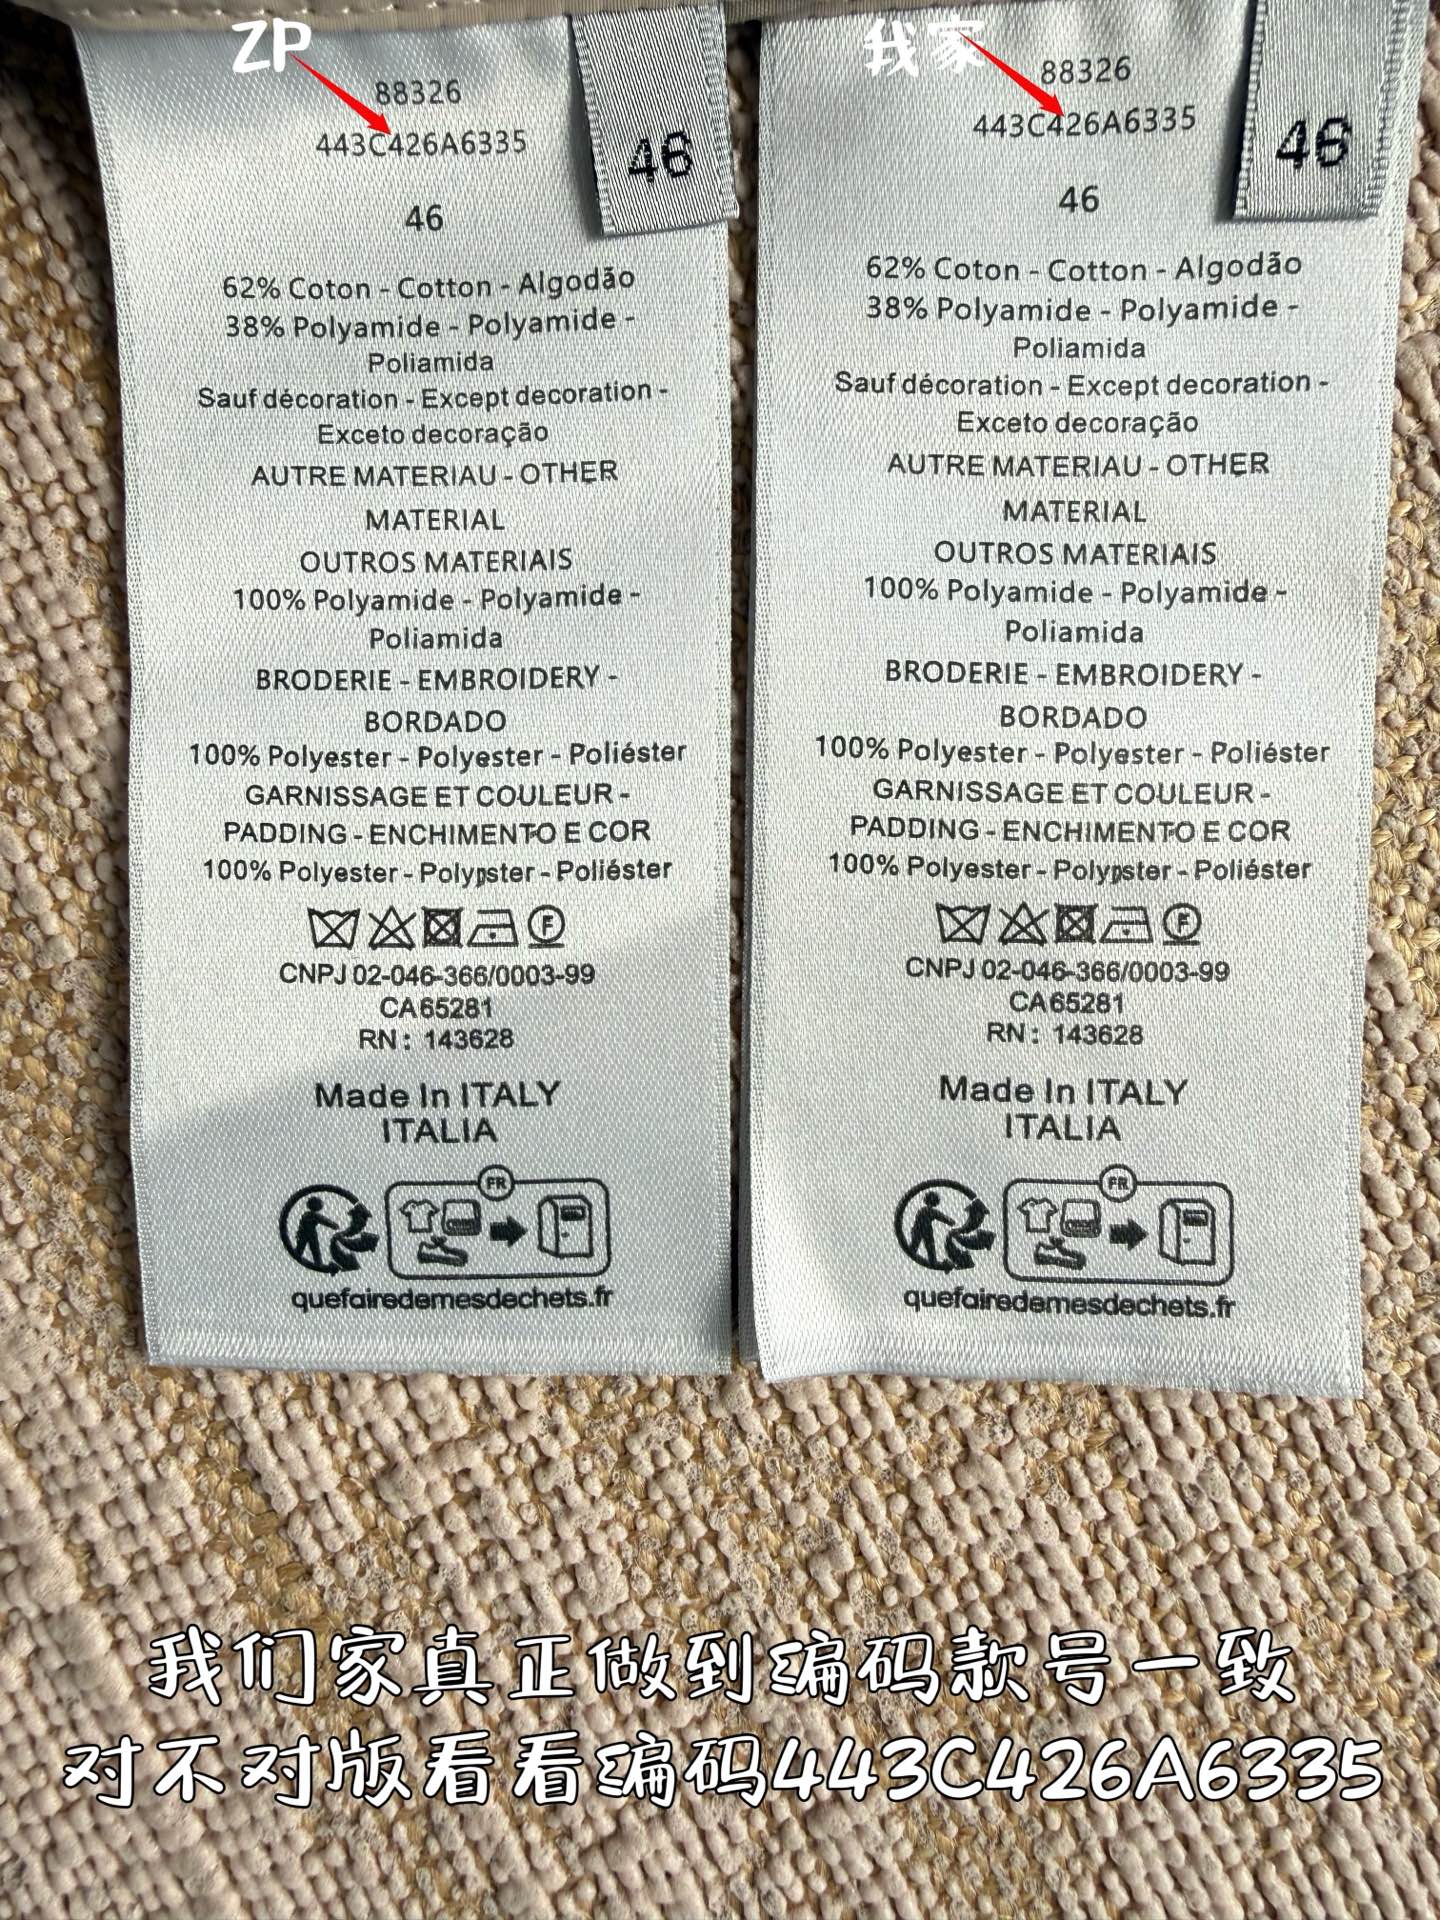 ZP
88326
443C426A6335
46
46
62% Coton - Cotton - Algodão
38% Polyamide - Polyamide -
Poliamida
Sauf décoration - Except decoration -
Exceto decoração
AUTRE MATERIAU - OTHER
MATERIAL
OUTROS MATERIAIS
100% Polyamide - Polyamide -
Poliamida
BRODERIE - EMBROIDERY -
BORDADO
100% Polyester - Polyester - Poliéster
GARNISSAGE ET COULEUR -
PADDING - ENCHIMENTO E COR
100% Polyester - Polypster - Poliéster
F
CNPJ 02-046-366/0003-99
CA65281
RN: 143628
Made In ITALY
ITALIA
FR
quefairedemesdechets.fr
我家
88326
443C426A6335
46
46
62% Coton - Cotton - Algodão
38% Polyamide - Polyamide -
Poliamida
Sauf décoration - Except decoration -
Exceto decoração
AUTRE MATERIAU - OTHER
MATERIAL
OUTROS MATERIAIS
100% Polyamide - Polyamide -
Poliamida
BRODERIE - EMBROIDERY -
BORDADO
100% Polyester - Polyester - Poliéster
GARNISSAGE ET COULEUR -
PADDING - ENCHIMENTO E COR
100% Polyester - Polypster - Poliéster
F
CNPJ 02-046-366/0003-99
CA65281
RN: 143628
Made In ITALY
ITALIA
FR
quefairedemesdechets.fr
我们家真正做到编码款号一致
对不对版看看编码443C426A6335